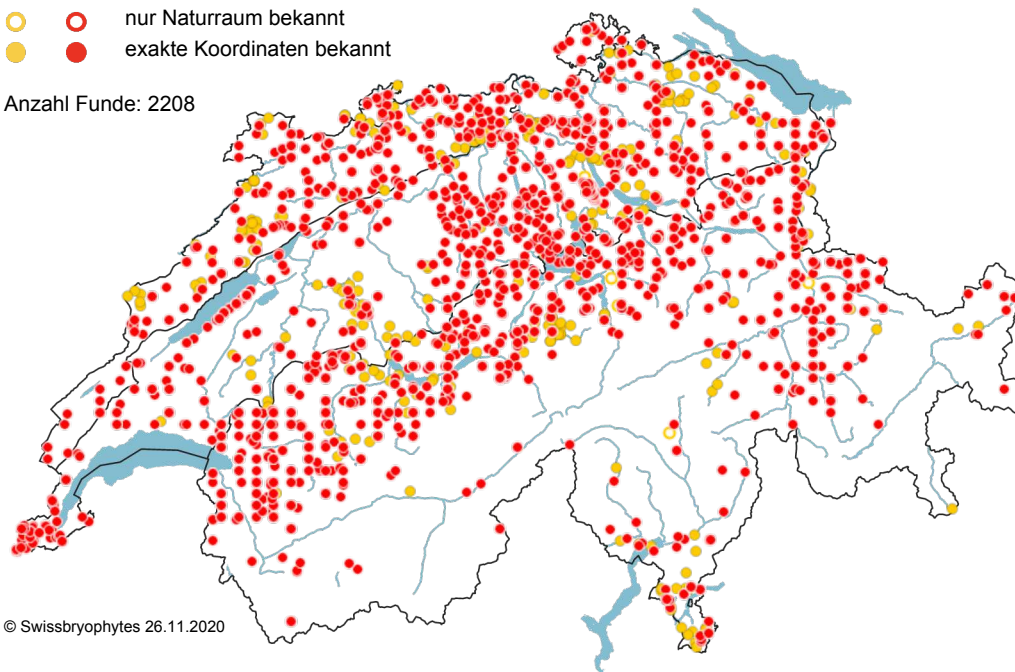 nur Naturraum bekannt
exakte Koordinaten bekannt
Anzahl Funde: 2208
© Swissbryophytes 26.11.2020